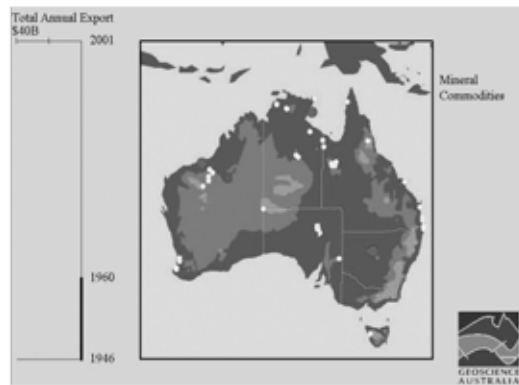 Total Annual Export
$40B
2001
Mineral
Commodities
1960
1946
GEOSCIENCE
AUSTRALIA